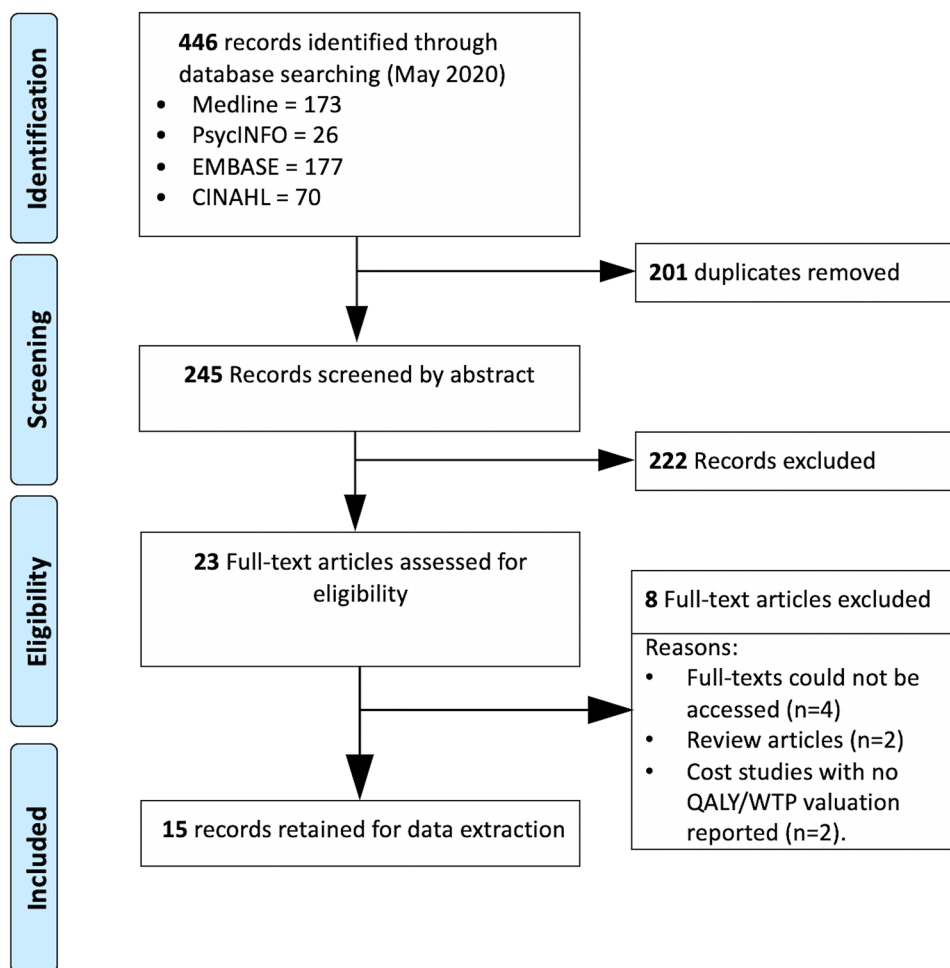 Identification
446 records identified through
database searching (May 2020)
• Medline = 173
• PsycINFO = 26
• EMBASE = 177
• CINAHL = 70
201 duplicates removed
Screening
245 Records screened by abstract
222 Records excluded
Eligibility
23 Full-text articles assessed for
eligibility
8 Full-text articles excluded
Reasons:
• Full-texts could not be
accessed (n=4)
• Review articles (n=2)
• Cost studies with no
QALY/WTP valuation
reported (n=2).
Included
15 records retained for data extraction